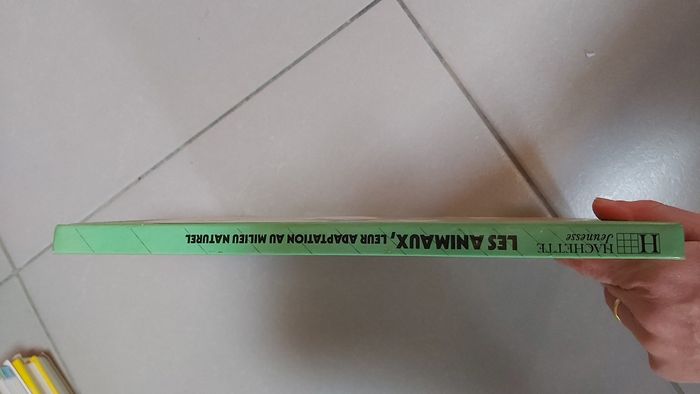 H HACHETTE
Jeunesse
LES ANIMAUX, LEUR ADAPTATION AU MILIEU NATUREL